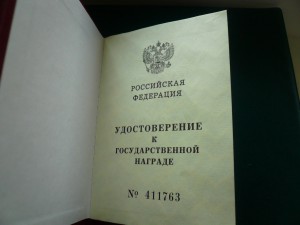 РОССИЙСКАЯ
ФЕДЕРАЦИЯ
УДОСТОВЕРЕНИЕ
К
ГОСУДАРСТВЕННОЙ
НАГРАДЕ
№ 411763